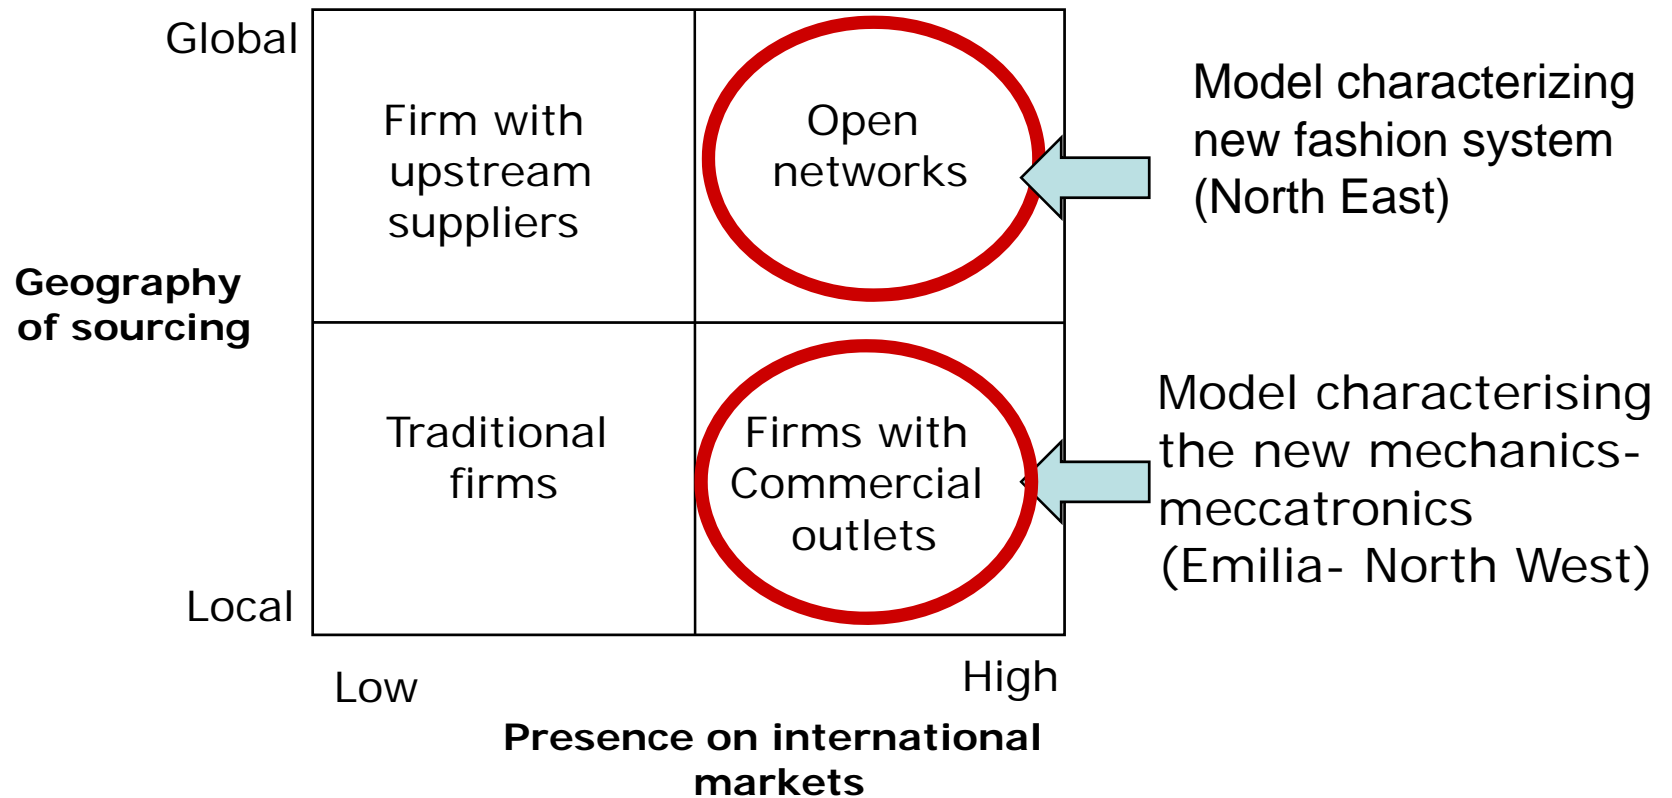 Global
Firm with
upstream
suppliers
Open
networks
Model characterizing
new fashion system
(North East)
Geography
of sourcing
Traditional
firms
Firms with
Commercial
outlets
Model characterising
the new mechanics-
meccatronics
(Emilia- North West)
Local
Low
High
Presence on international
markets